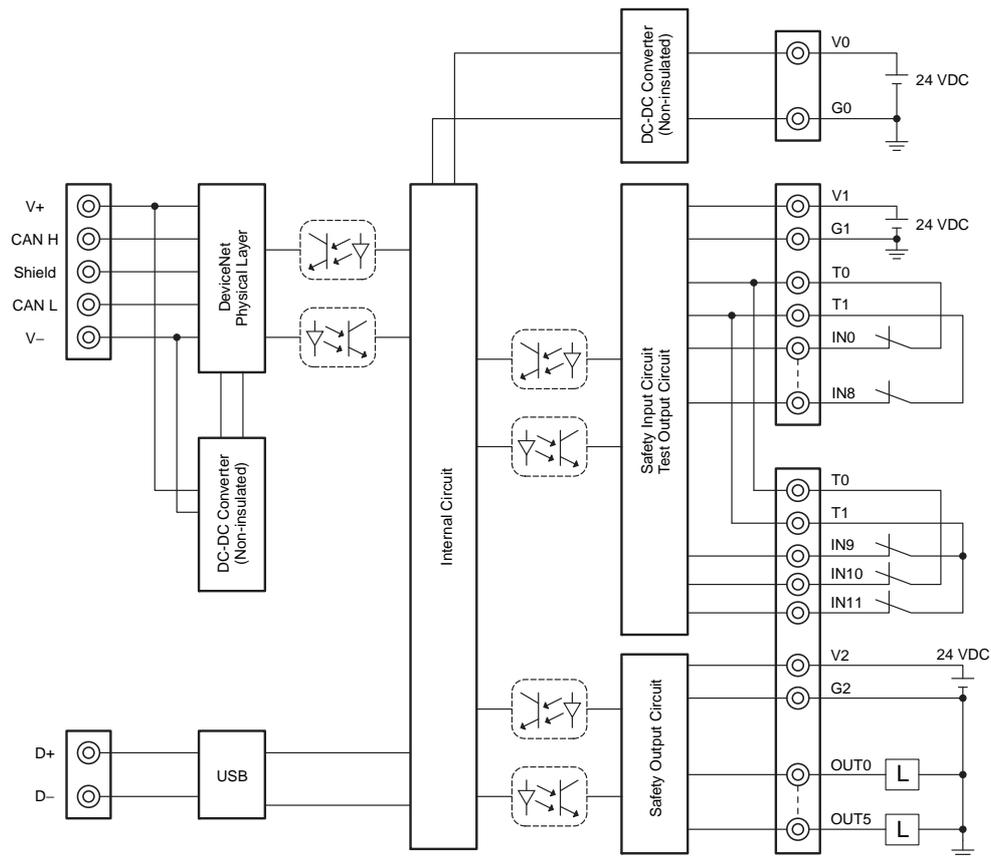 V0
24 VDC
G0
DC-DC Converter
(Non-insulated)
V+
CAN H
Shield
CAN L
V–
DeviceNet
Physical Layer
DC-DC Converter
(Non-insulated)
Internal Circuit
Safety Input Circuit
Test Output Circuit
V1
24 VDC
G1
T0
T1
IN0
IN8
T0
T1
IN9
IN10
IN11
V2
24 VDC
G2
Safety Output Circuit
OUT0
L
OUT5
L
D+
D–
USB